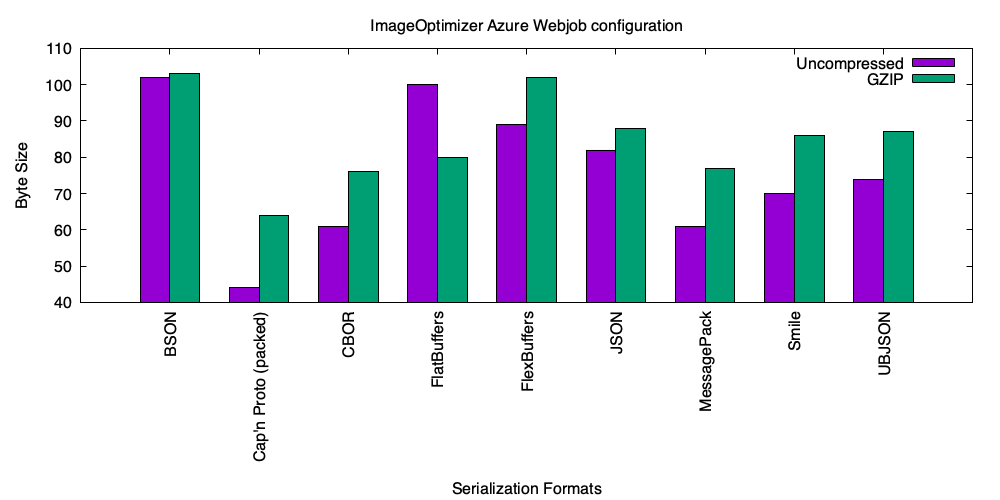 ImageOptimizer Azure Webjob configuration
Uncompressed
GZIP
Byte Size
110
100
90
80
70
60
50
40
BSON
Cap'n Proto (packed)
CBOR
FlatBuffers
FlexBuffers
JSON
MessagePack
Smile
UBJSON
Serialization Formats